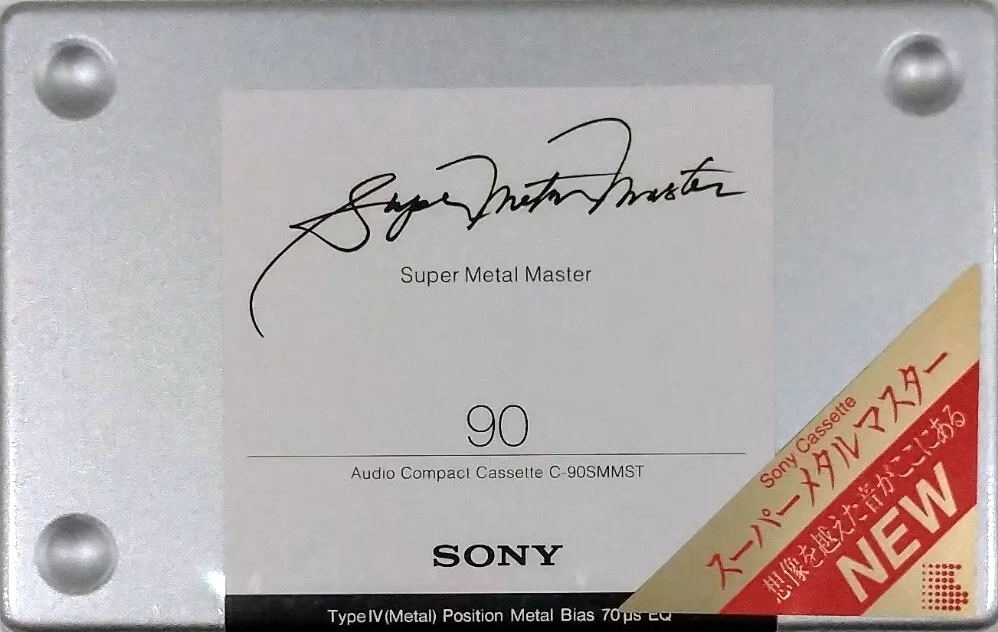 Super Metal Master
Super Metal Master
90
Audio Compact Cassette C-90SMMST
SONY
Type IV (Metal) Position Metal Bias 70µs EQ
Sony Cassette
スーパーメタルマスター
想像を越えた音がここにある
NEW